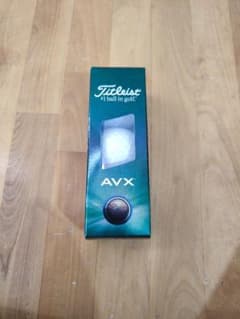 Titleist
#1 ball in golf.
AVX